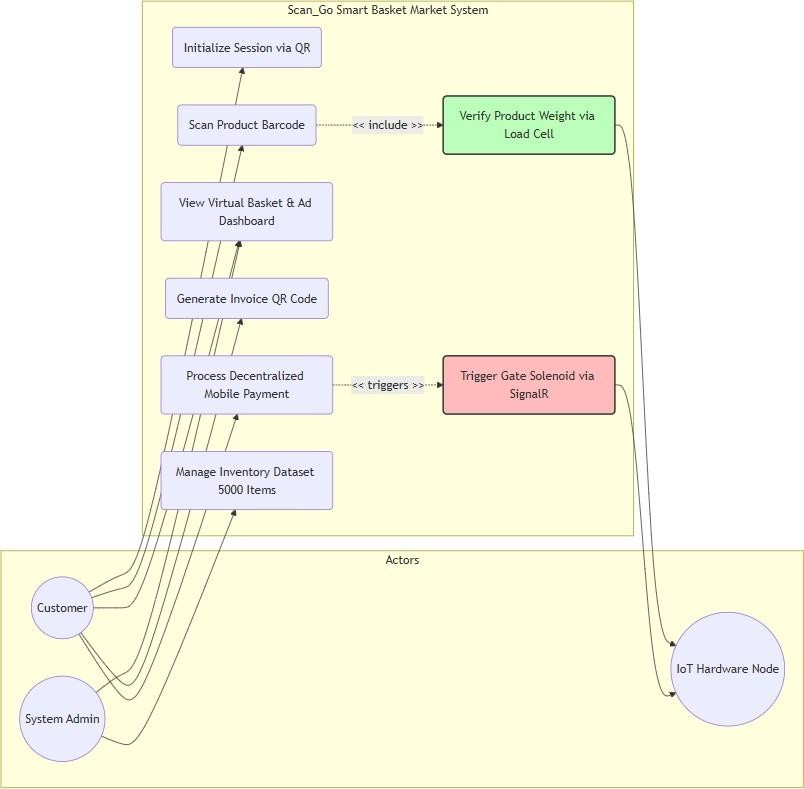 Scan_Go Smart Basket Market System
Initialize Session via QR
Scan Product Barcode
<< include >>
Verify Product Weight via
Load Cell
View Virtual Basket & Ad
Dashboard
Generate Invoice QR Code
Process Decentralized
Mobile Payment
<< triggers >>
Trigger Gate Solenoid via
SignalR
Manage Inventory Dataset
5000 Items
Actors
Customer
System Admin
IoT Hardware Node